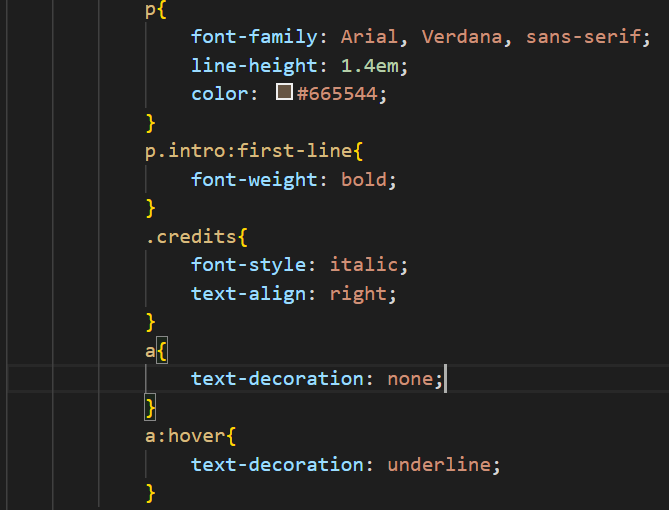 p{
font-family: Arial, Verdana, sans-serif;
line-height: 1.4em;
color: #665544;
}
p.intro:first-line{
font-weight: bold;
}
.credits{
font-style: italic;
text-align: right;
}
a{
text-decoration: none;
}
a:hover{
text-decoration: underline;
}